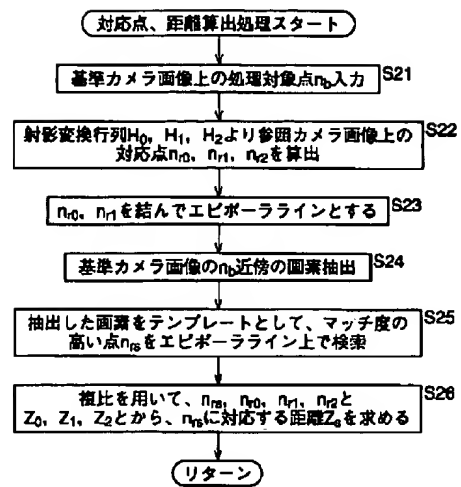 対応点、距離算出処理スタート
基準カメラ画像上の処理対象点nb入力
S21
射影変換行列H0, H1, H2より参照カメラ画像上の
対応点nr0, nr1, nr2を算出
S22
nr0, nr1を結んでエピポーララインとする
S23
基準カメラ画像のnb近傍の画素抽出
S24
抽出した画素をテンプレートとして、マッチ度の
高い点nrsをエピポーラライン上で検索
S25
複比を用いて、nrs, nr0, nr1, nr2と
Z0, Z1, Z2とから、nrsに対応する距離Zsを求める
S26
リターン